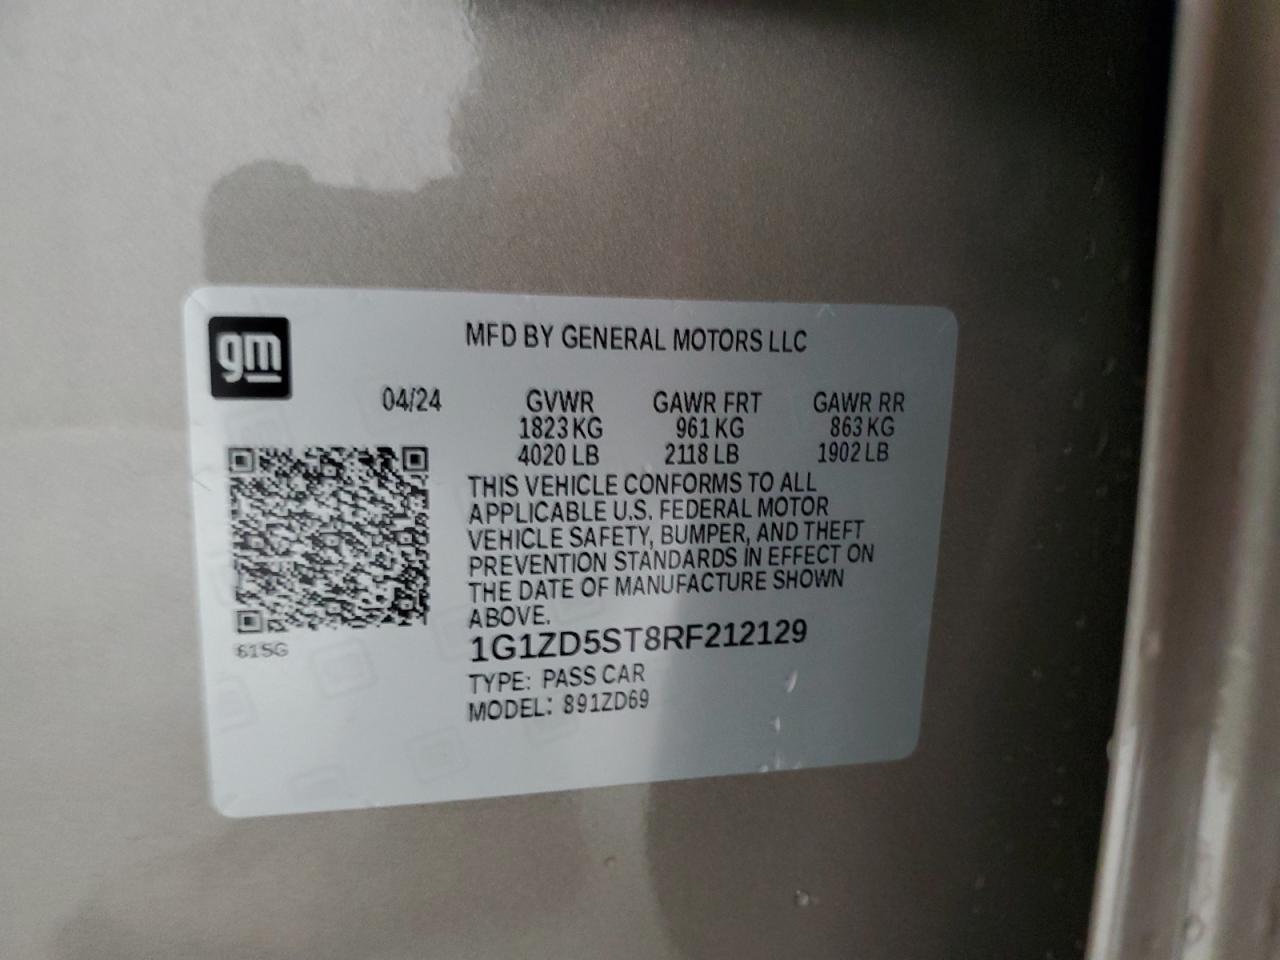 gm
MFD BY GENERAL MOTORS LLC
04/24 GVWR GAWR FRT GAWR RR
1823 KG 961 KG 863 KG
4020 LB 2118 LB 1902 LB
THIS VEHICLE CONFORMS TO ALL
APPLICABLE U.S. FEDERAL MOTOR
VEHICLE SAFETY, BUMPER, AND THEFT
PREVENTION STANDARDS IN EFFECT ON
THE DATE OF MANUFACTURE SHOWN
ABOVE.
1G1ZD5ST8RF212129
615G
TYPE: PASS CAR
MODEL: 891ZD69